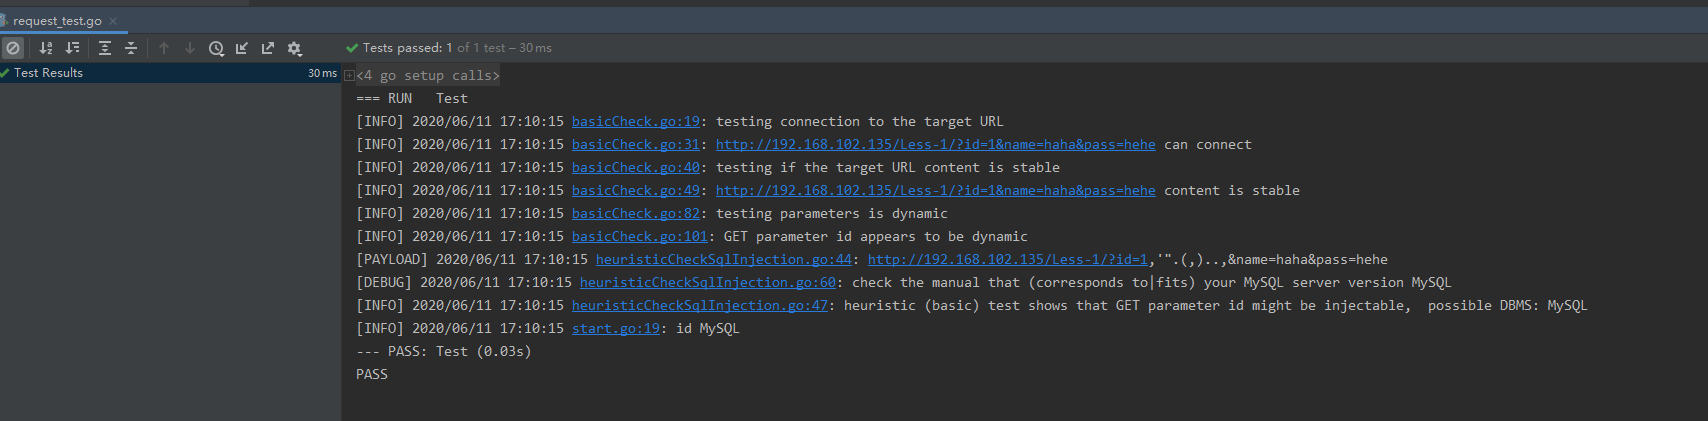 request_test.go
Tests passed: 1 of 1 test – 30 ms
Test Results 30 ms
<4 go setup calls>
=== RUN   Test
[INFO] 2020/06/11 17:10:15 basicCheck.go:19: testing connection to the target URL
[INFO] 2020/06/11 17:10:15 basicCheck.go:31: http://192.168.102.135/Less-1/?id=1&name=haha&pass=hehe can connect
[INFO] 2020/06/11 17:10:15 basicCheck.go:40: testing if the target URL content is stable
[INFO] 2020/06/11 17:10:15 basicCheck.go:49: http://192.168.102.135/Less-1/?id=1&name=haha&pass=hehe content is stable
[INFO] 2020/06/11 17:10:15 basicCheck.go:82: testing parameters is dynamic
[INFO] 2020/06/11 17:10:15 basicCheck.go:101: GET parameter id appears to be dynamic
[PAYLOAD] 2020/06/11 17:10:15 heuristicCheckSqlInjection.go:44: http://192.168.102.135/Less-1/?id=1,'".(,)..,&name=haha&pass=hehe
[DEBUG] 2020/06/11 17:10:15 heuristicCheckSqlInjection.go:60: check the manual that (corresponds to|fits) your MySQL server version MySQL
[INFO] 2020/06/11 17:10:15 heuristicCheckSqlInjection.go:47: heuristic (basic) test shows that GET parameter id might be injectable,  possible DBMS: MySQL
[INFO] 2020/06/11 17:10:15 start.go:19: id MySQL
--- PASS: Test (0.03s)
PASS